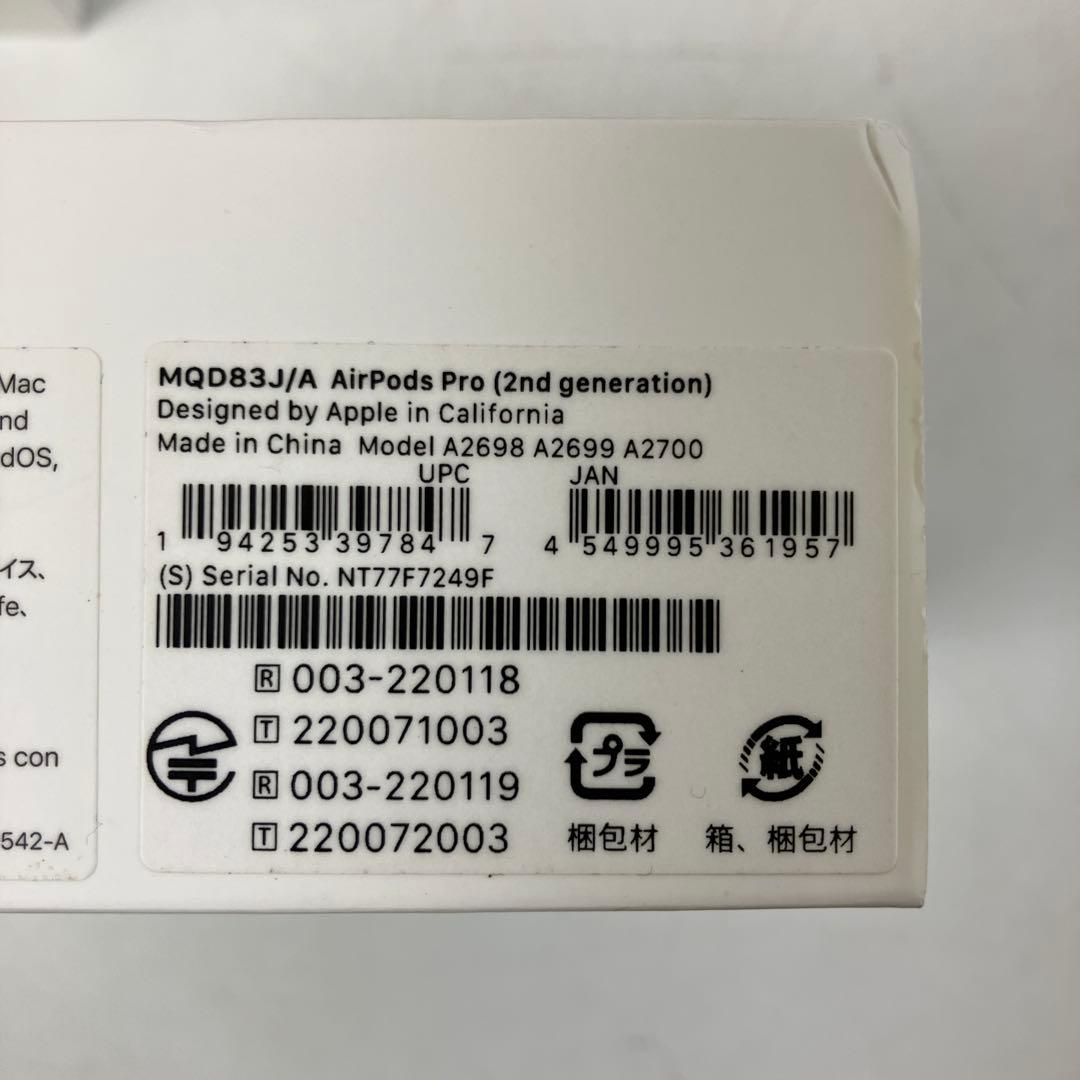 Mac
nd
dOS,
イス、
fe、
s con
542-A
MQD83J/A AirPods Pro (2nd generation)
Designed by Apple in California
Made in China Model A2698 A2699 A2700
UPC JAN
1 94253 39784 7 4 549995 361957
(S) Serial No. NT77F7249F
R 003-220118
T 220071003
R 003-220119
T 220072003
プラ 紙
梱包材 箱、梱包材